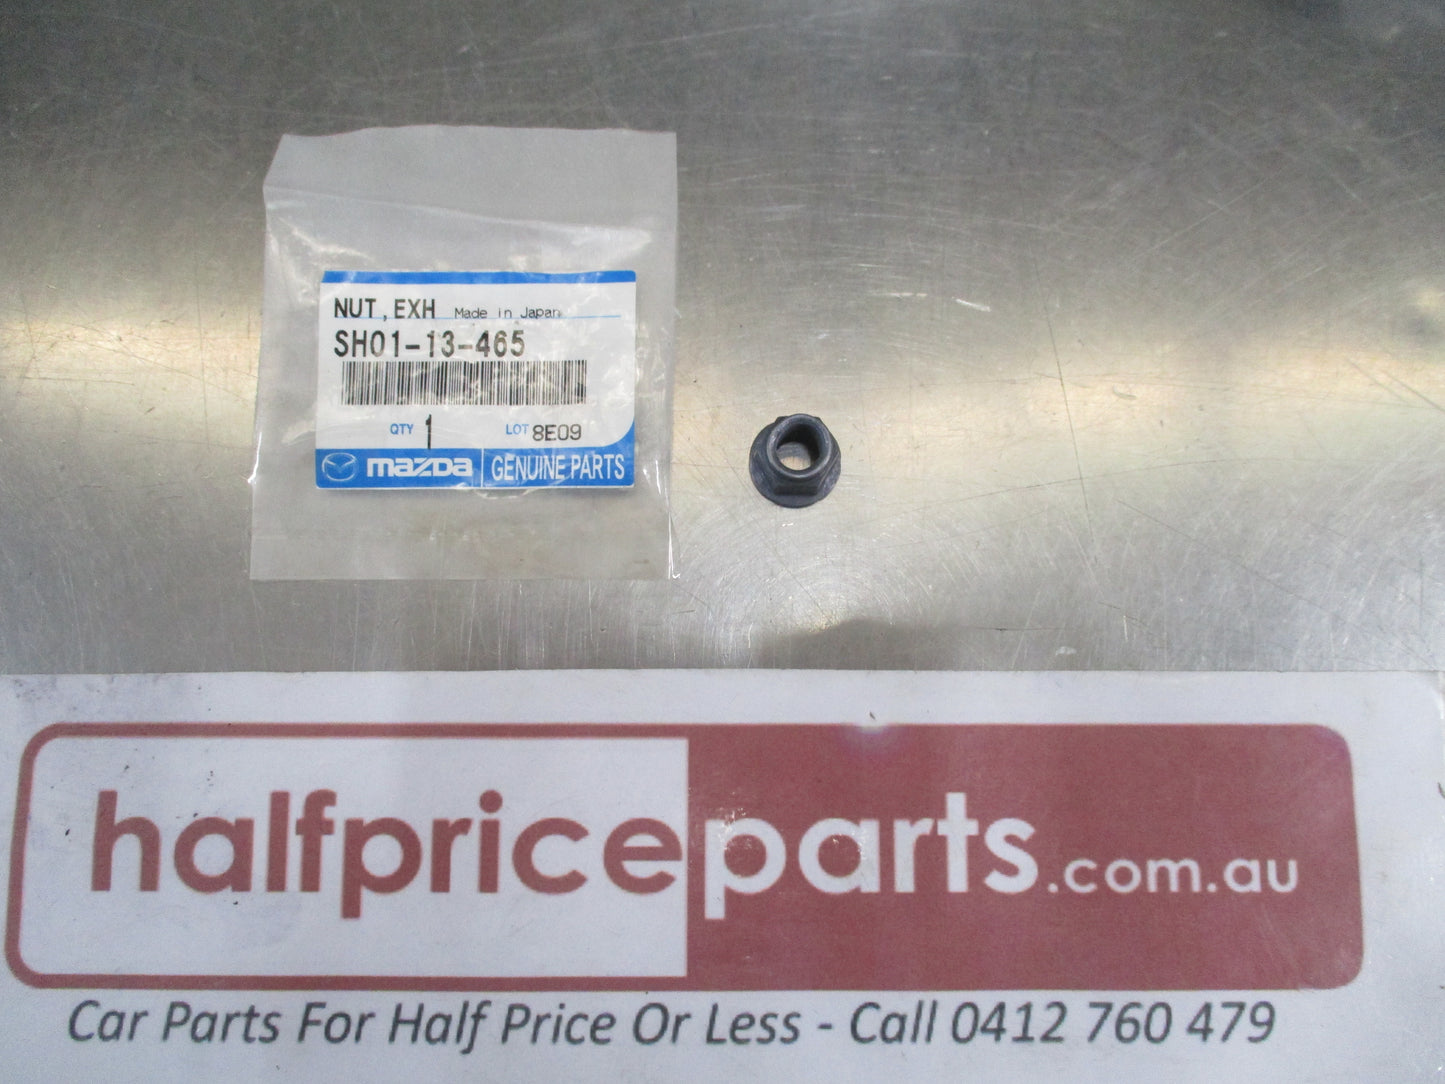 NUT, EXH Made in Japan
SH01-13-465
QTY 1 LOT 8E09
mazda GENUINE PARTS
halfpriceparts.com.au
Car Parts For Half Price Or Less - Call 0412 760 479